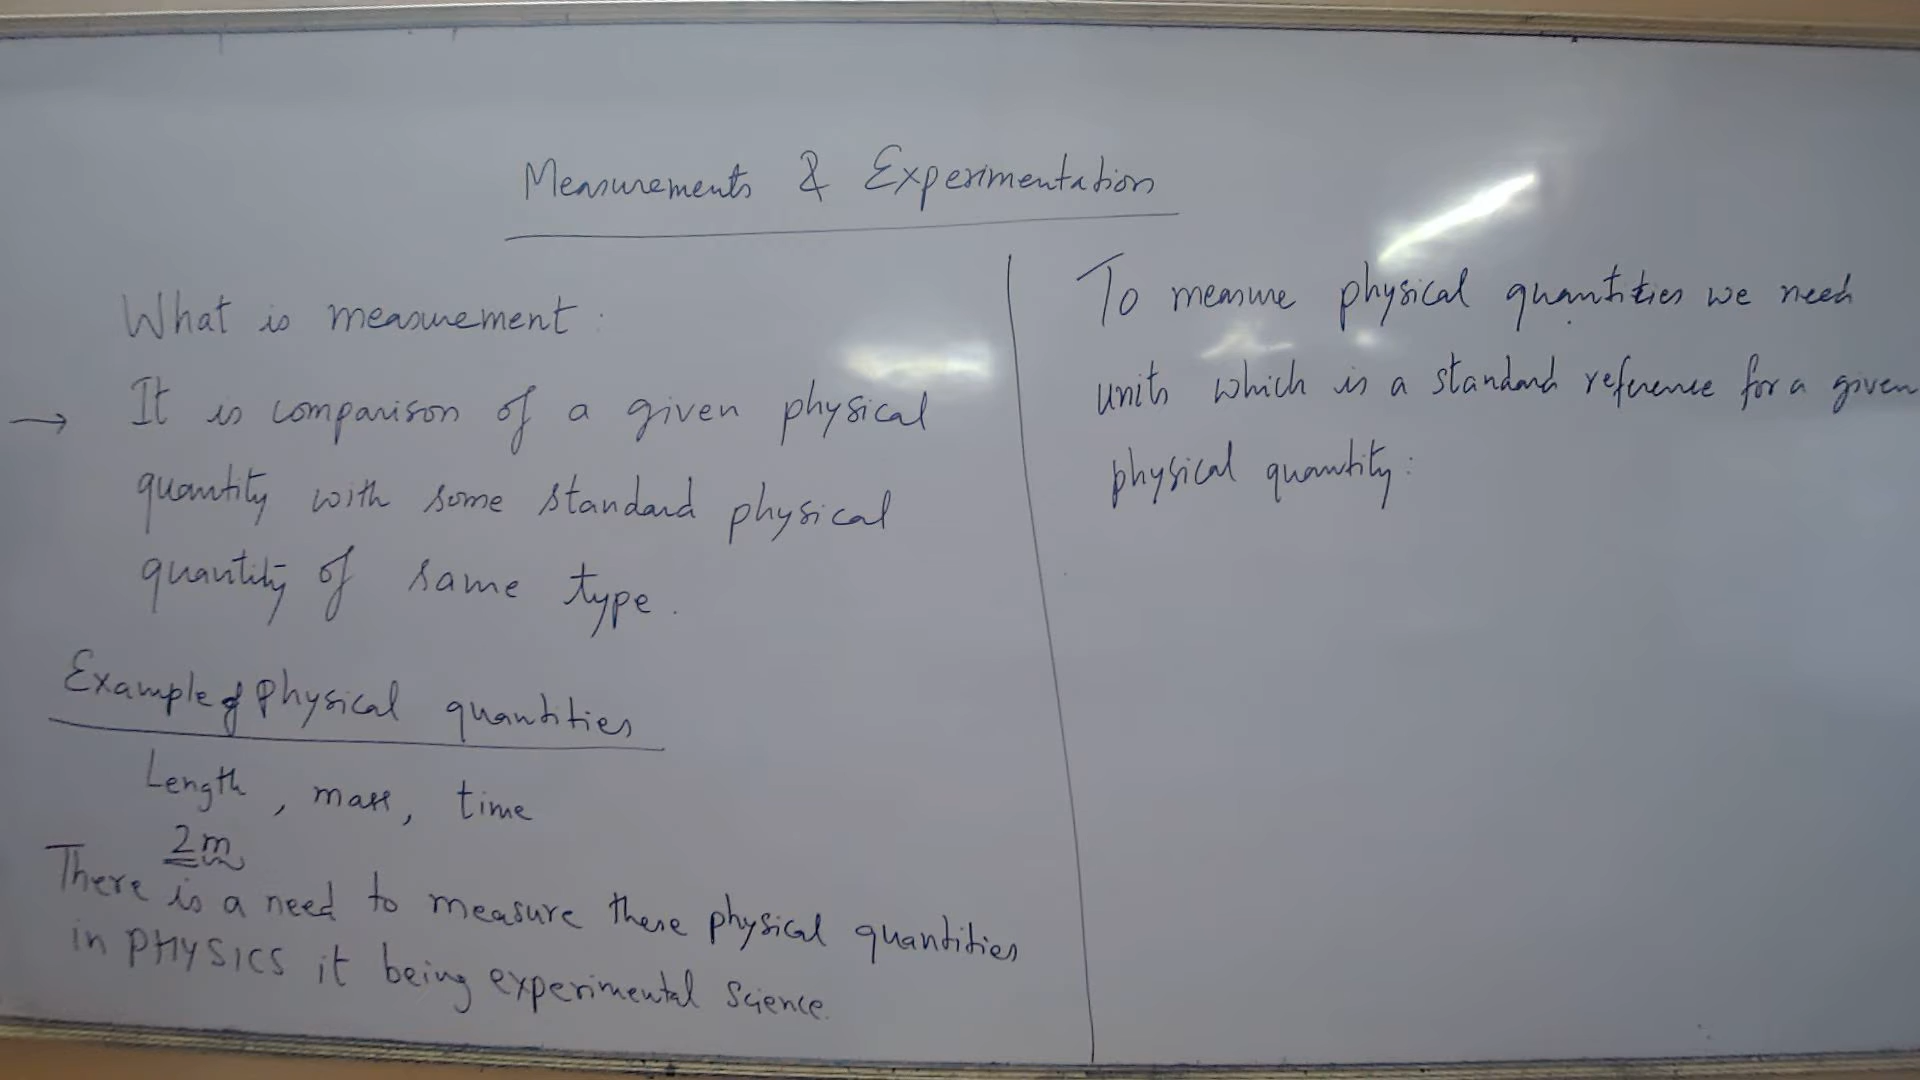 Measurements & Experimentation
What is measurement :
→ It is comparison of a given physical
quantity with some standard physical
quantity of same type.
Example of Physical quantities
Length, mass, time
2m
There is a need to measure these physical quantities
in PHYSICS it being experimental science.
To measure physical quantities we need
units which is a standard reference for a given
physical quantity :